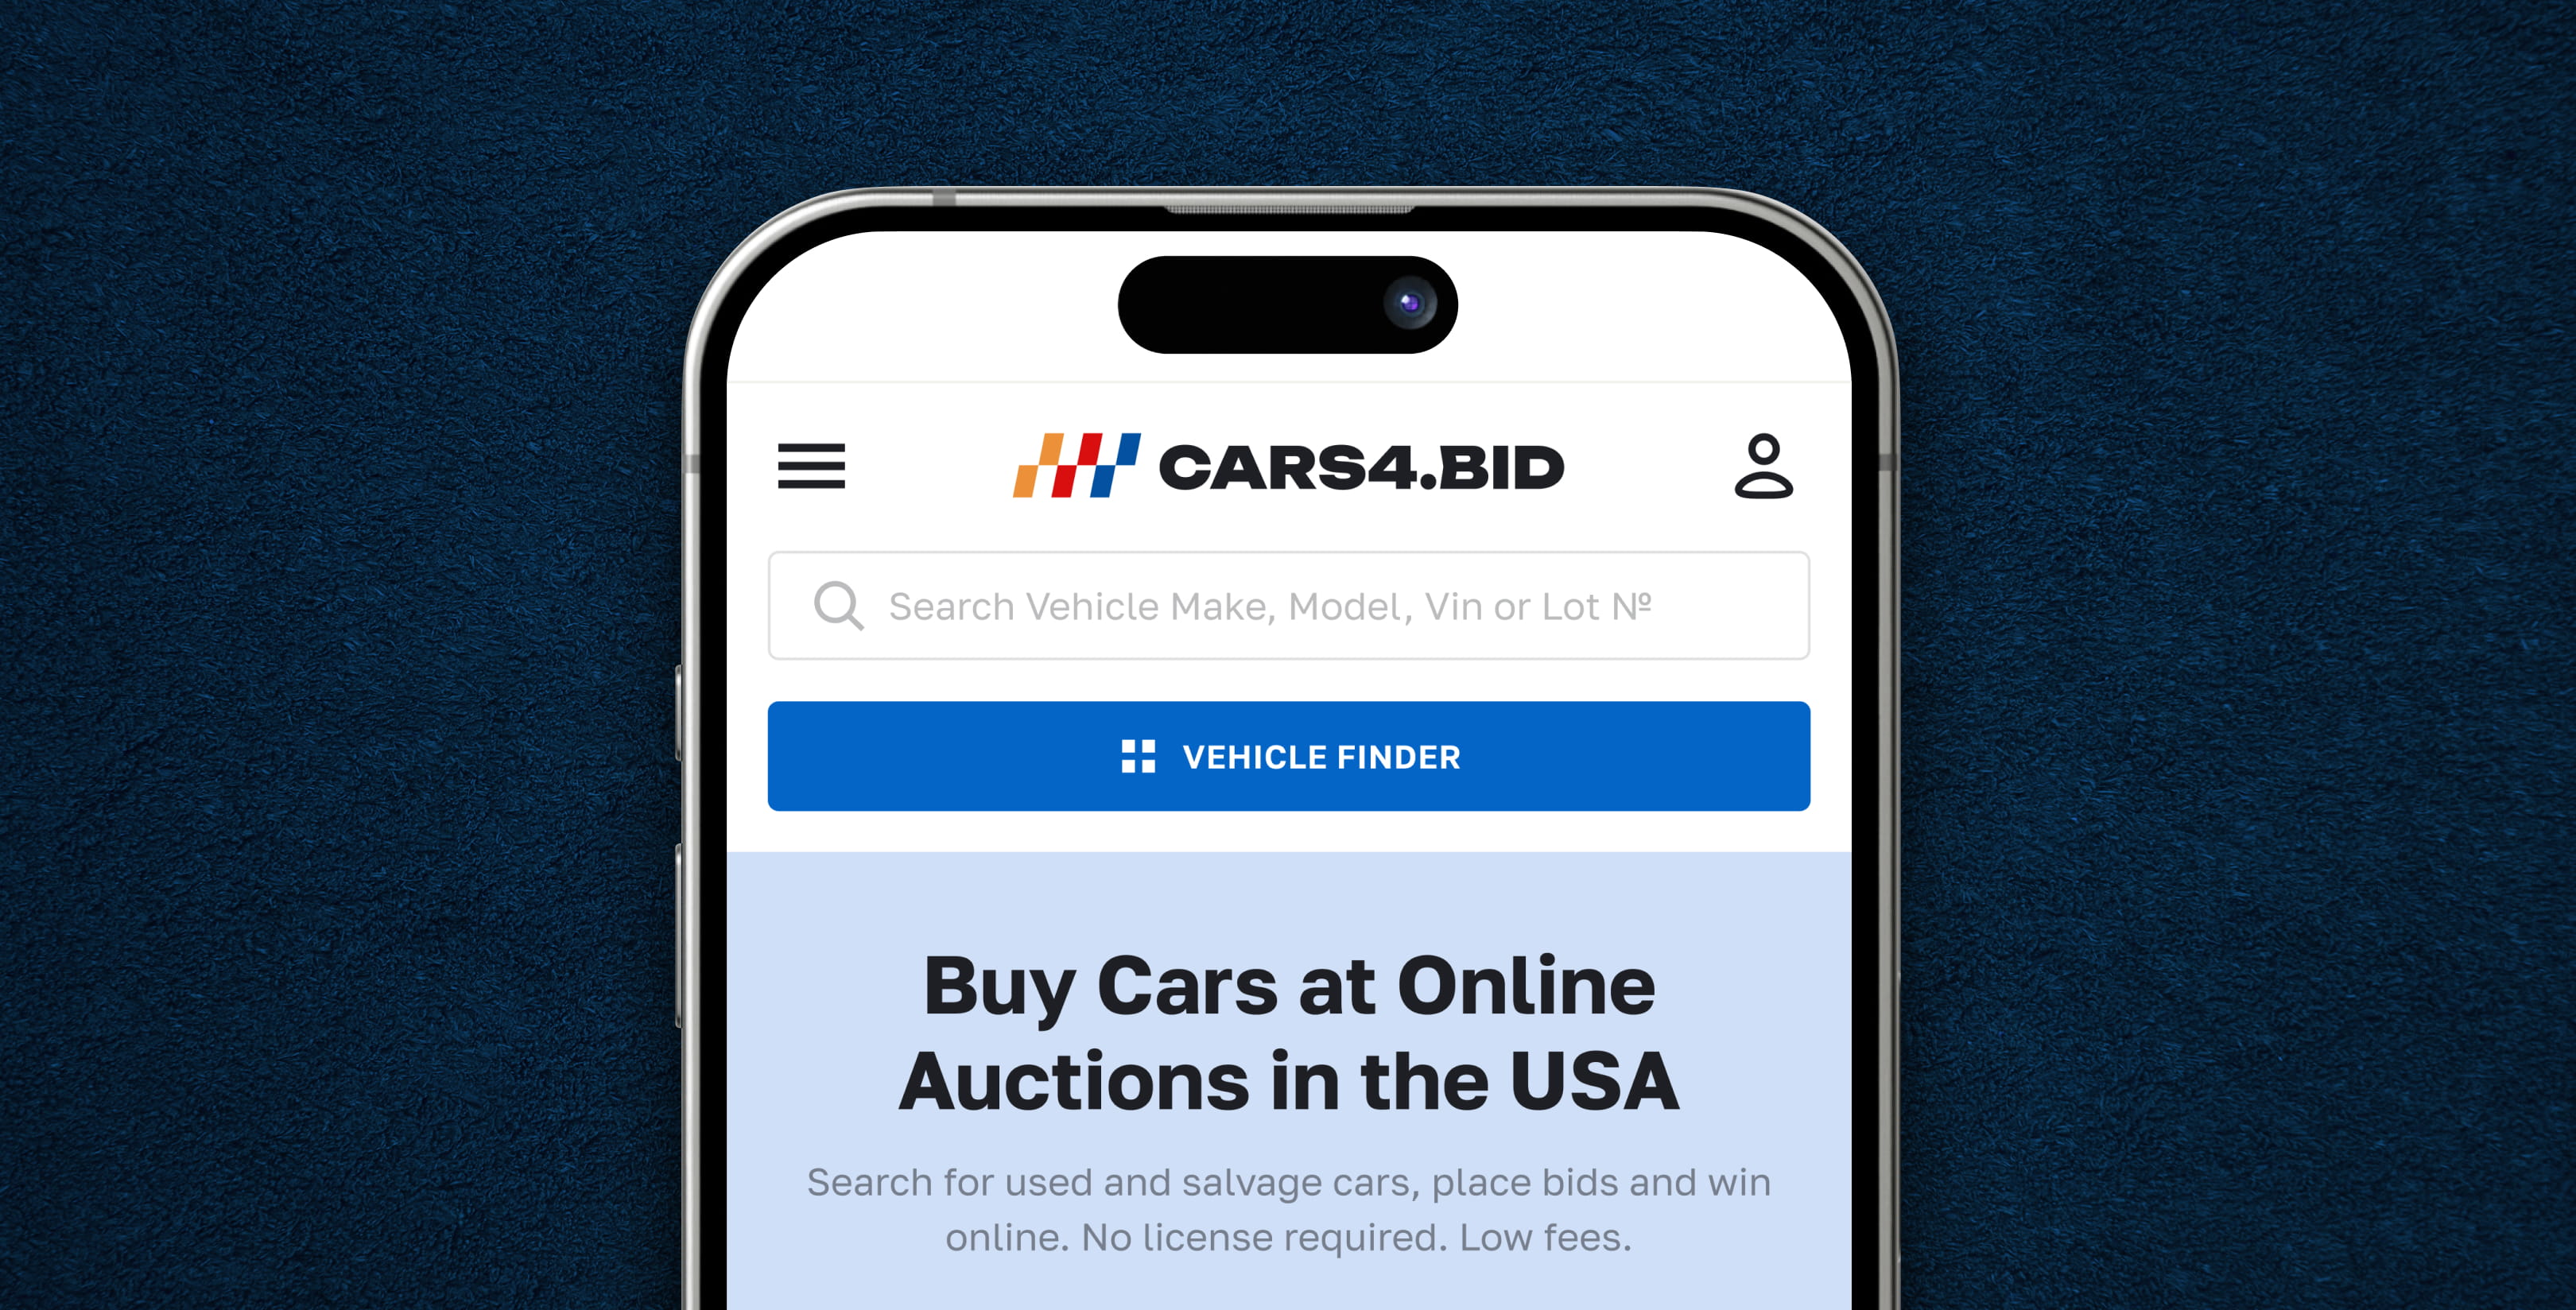 CARS4.BID
Search Vehicle Make, Model, Vin or Lot №
VEHICLE FINDER
Buy Cars at Online
Auctions in the USA
Search for used and salvage cars, place bids and win
online. No license required. Low fees.